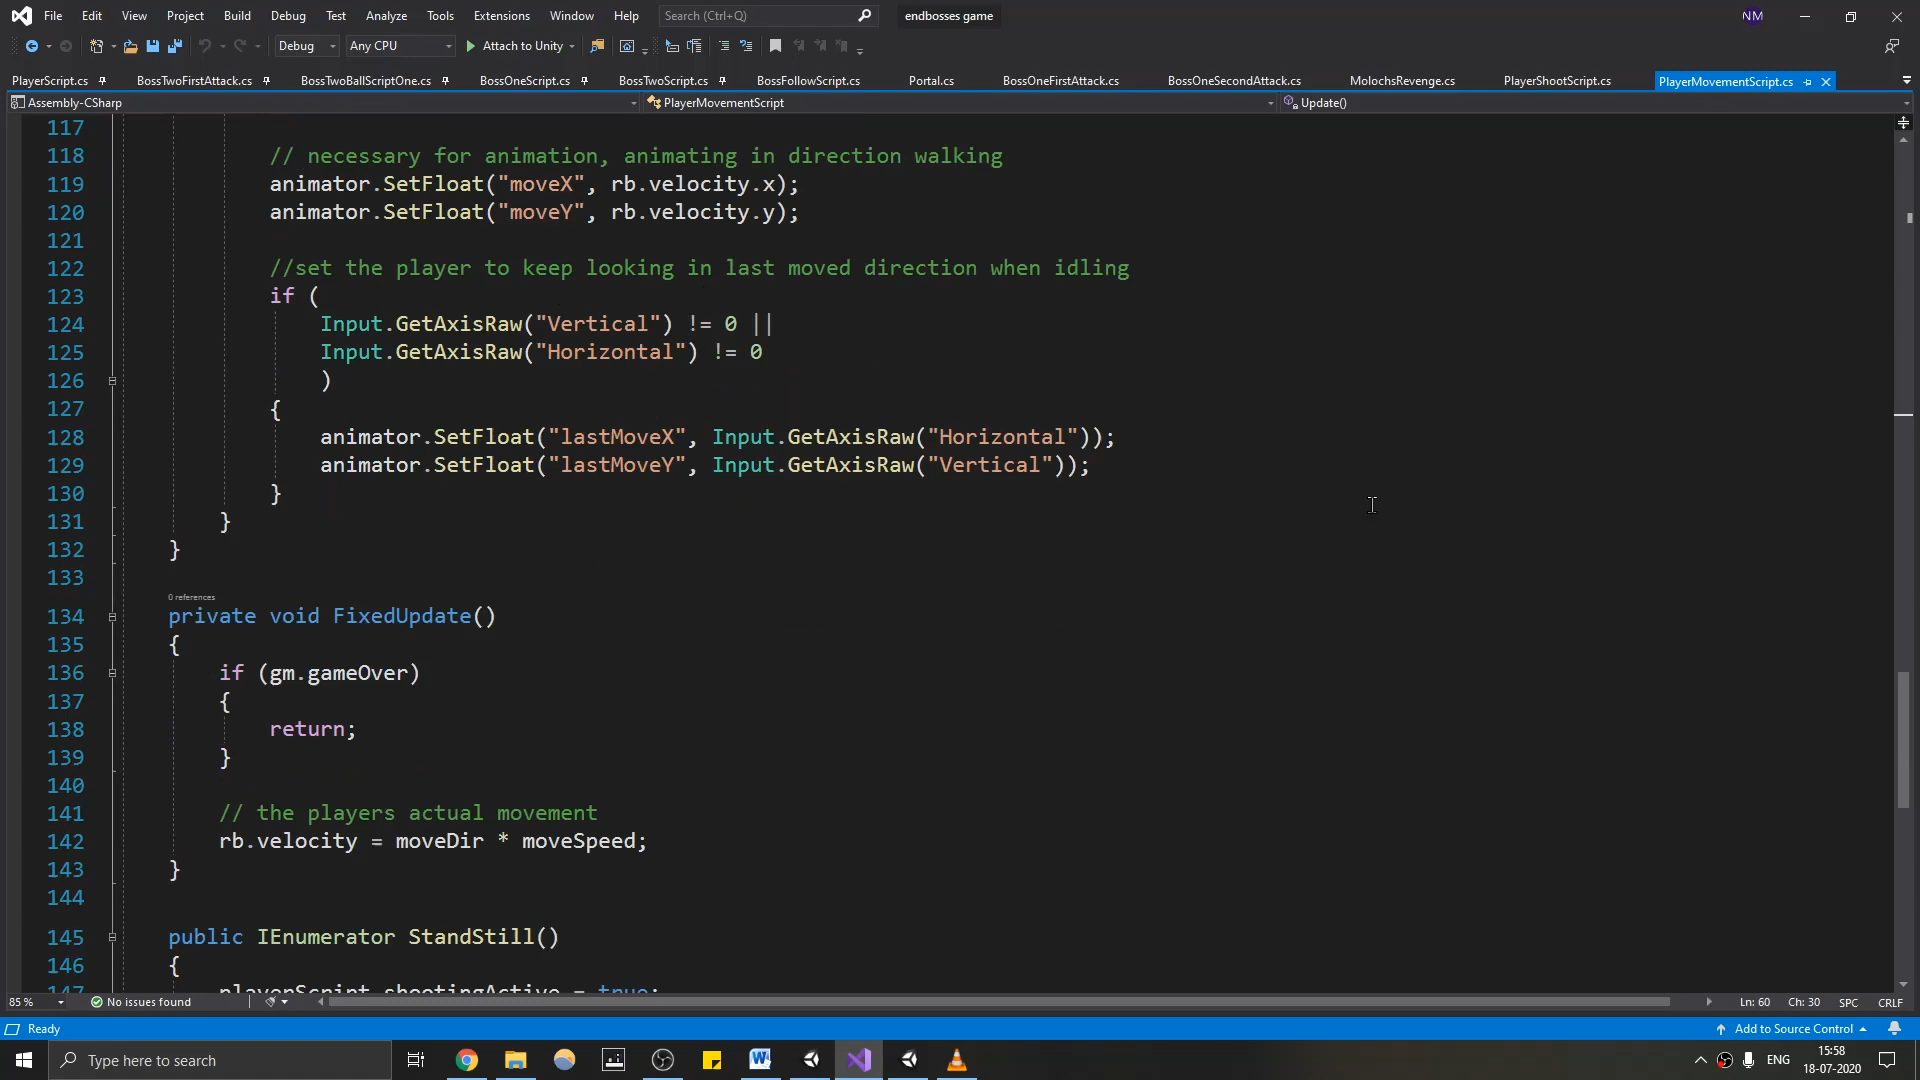 File Edit View Project Build Debug Test Analyze Tools Extensions Window Help Search (Ctrl+Q) endbosses game NM
Debug Any CPU Attach to Unity
PlayerScript.cs BossTwoFirstAttack.cs BossTwoBallScriptOne.cs BossOneScript.cs BossTwoScript.cs BossFollowScript.cs Portal.cs BossOneFirstAttack.cs BossOneSecondAttack.cs MolochsRevenge.cs PlayerShootScript.cs PlayerMovementScript.cs
Assembly-CSharp PlayerMovementScript Update()
117
118 // necessary for animation, animating in direction walking
119 animator.SetFloat("moveX", rb.velocity.x);
120 animator.SetFloat("moveY", rb.velocity.y);
121
122 //set the player to keep looking in last moved direction when idling
123 if (
124 Input.GetAxisRaw("Vertical") != 0 ||
125 Input.GetAxisRaw("Horizontal") != 0
126 )
127 {
128 animator.SetFloat("lastMoveX", Input.GetAxisRaw("Horizontal"));
129 animator.SetFloat("lastMoveY", Input.GetAxisRaw("Vertical"));
130 }
131 }
132 }
133
0 references
134 private void FixedUpdate()
135 {
136 if (gm.gameOver)
137 {
138 return;
139 }
140
141 // the players actual movement
142 rb.velocity = moveDir * moveSpeed;
143 }
144
145 public IEnumerator StandStill()
146 {
147 playerScript.shootingActive = true;
85 % No issues found Ln: 60 Ch: 30 SPC CRLF
Ready Add to Source Control
Type here to search ENG 15:58
18-07-2020